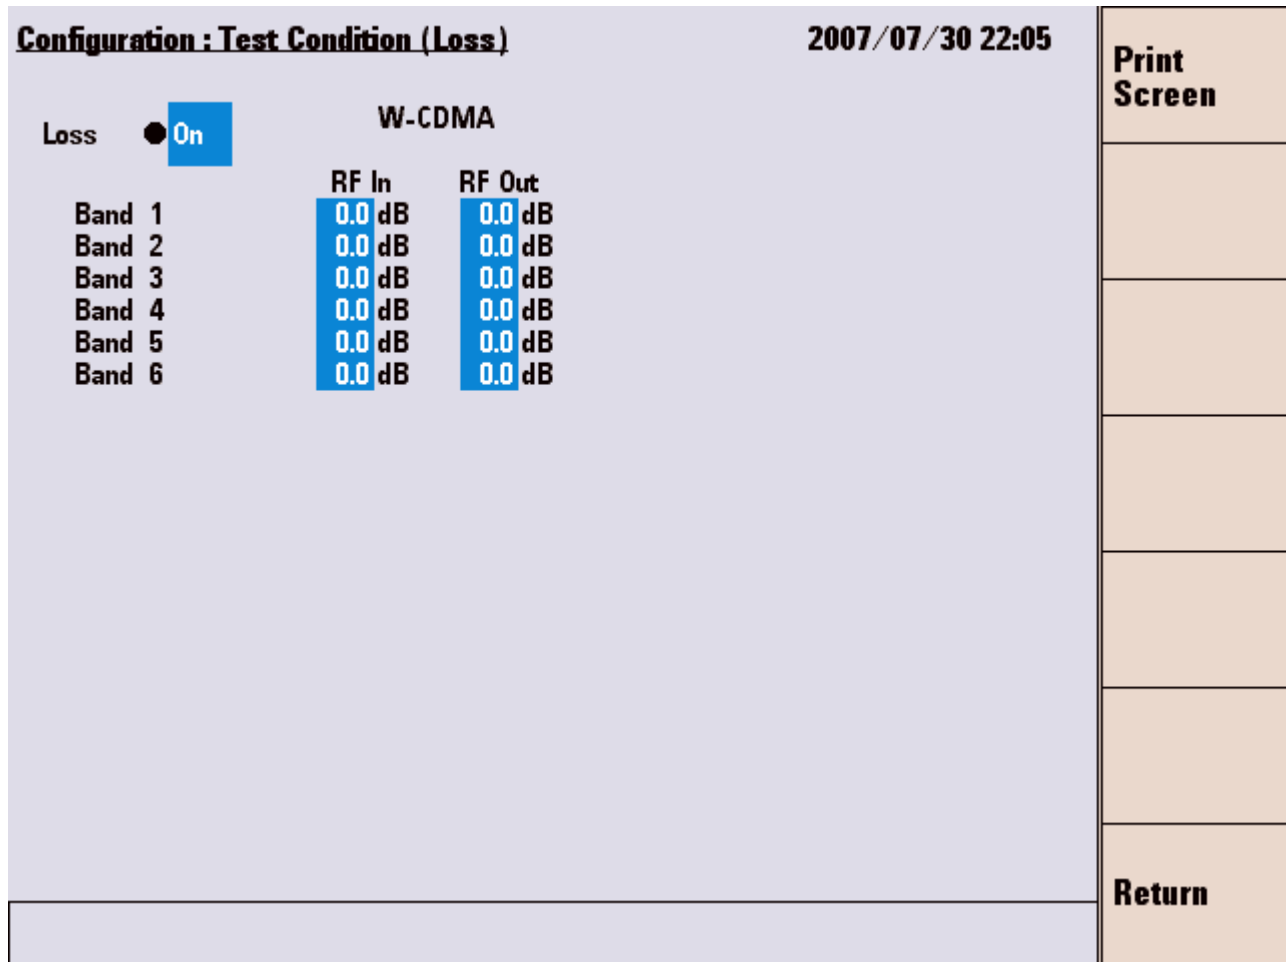 Configuration : Test Condition (Loss)
2007/07/30 22:05
Loss ●On
W-CDMA
RF In RF Out
Band 1 0.0 dB 0.0 dB
Band 2 0.0 dB 0.0 dB
Band 3 0.0 dB 0.0 dB
Band 4 0.0 dB 0.0 dB
Band 5 0.0 dB 0.0 dB
Band 6 0.0 dB 0.0 dB
Print
Screen
Return